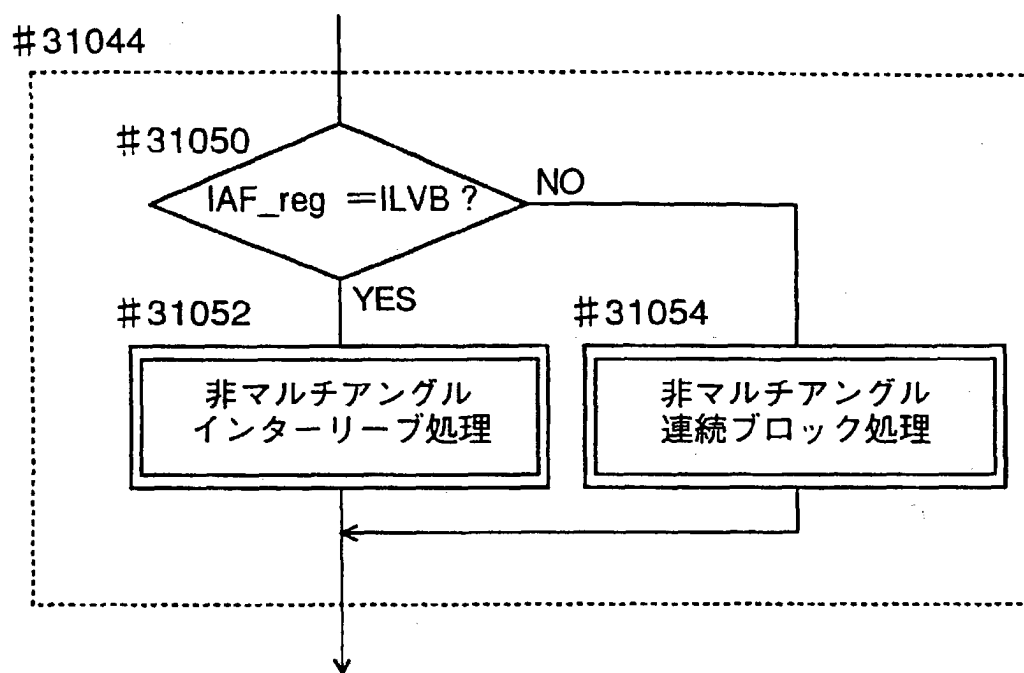 #31044
#31050
IAF_reg =ILVB ?
NO
YES
#31052
#31054
非マルチアングル
インターリーブ処理
非マルチアングル
連続ブロック処理